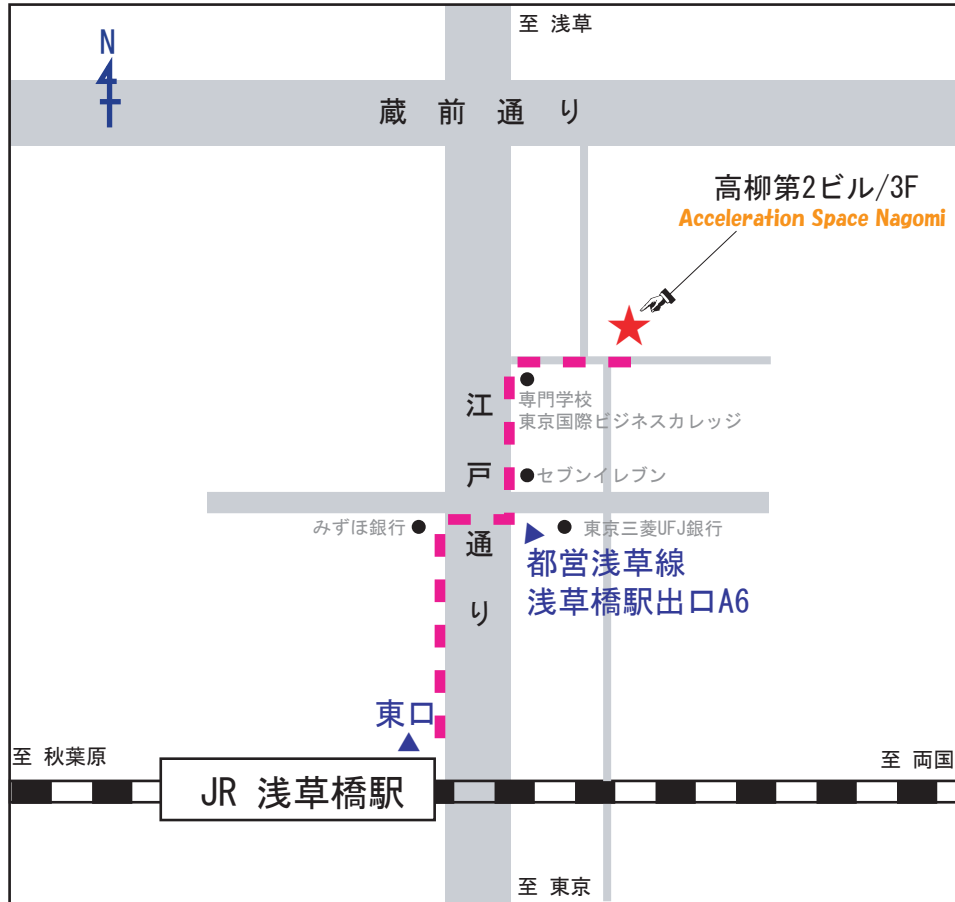 至 浅草
N
蔵前通り
高柳第2ビル/3F
Acceleration Space Nagomi
江戸通り
専門学校
東京国際ビジネスカレッジ
セブンイレブン
みずほ銀行
東京三菱UFJ銀行
都営浅草線
浅草橋駅出口A6
東口
至 秋葉原
至 両国
JR 浅草橋駅
至 東京